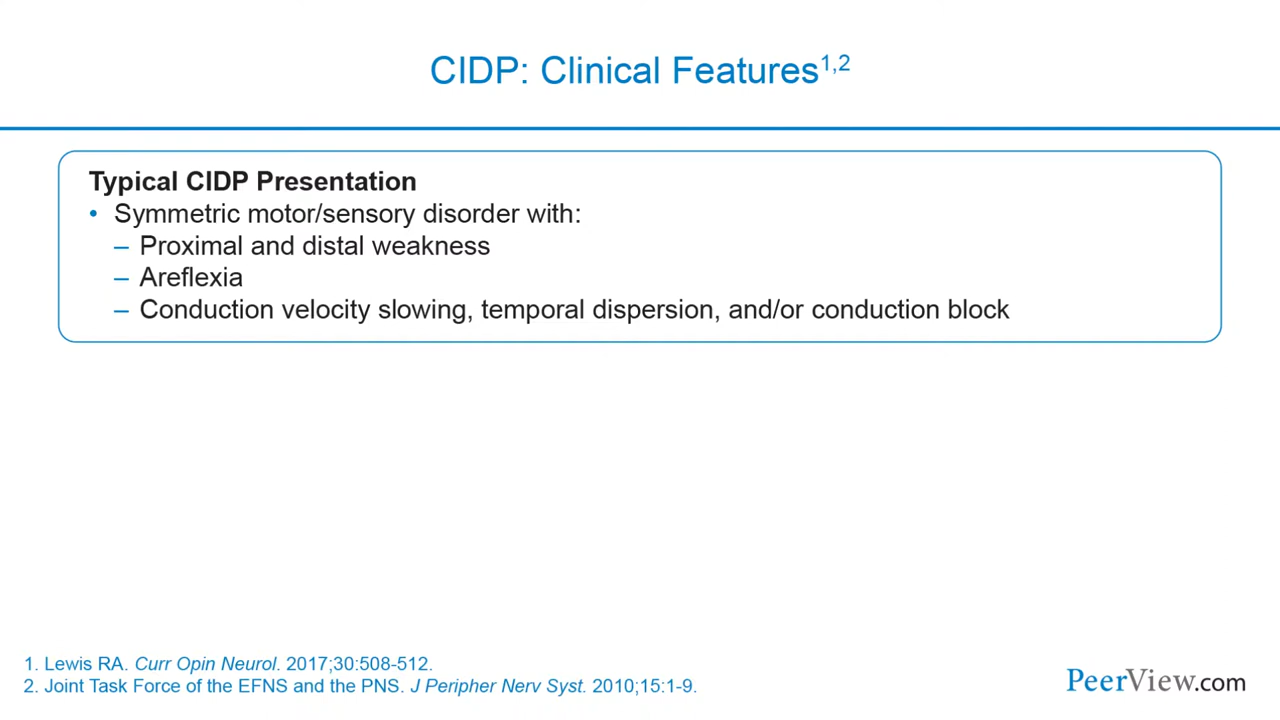 CIDP: Clinical Features1,2
Typical CIDP Presentation
• Symmetric motor/sensory disorder with:
– Proximal and distal weakness
– Areflexia
– Conduction velocity slowing, temporal dispersion, and/or conduction block
1. Lewis RA. Curr Opin Neurol. 2017;30:508-512.
2. Joint Task Force of the EFNS and the PNS. J Peripher Nerv Syst. 2010;15:1-9.
PeerView.com